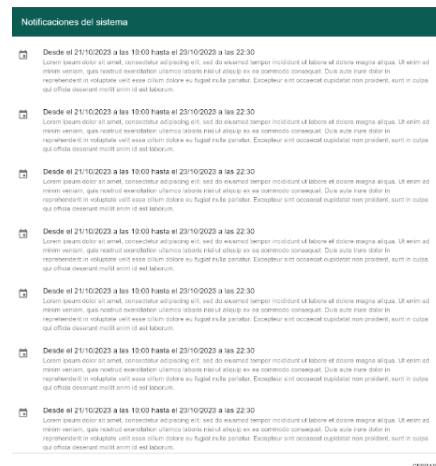 Notificaciones del sistema
Desde el 21/10/2023 a las 10:00 hasta el 23/10/2023 a las 22:30
Lorem ipsum dolor sit amet, consectetur adipiscing elit, sed do eiusmod tempor incididunt ut labore et dolore magna aliqua. Ut enim ad
minim veniam, quis nostrud exercitation ullamco laboris nisi ut aliquip ex ea commodo consequat. Duis aute irure dolor in
reprehenderit in voluptate velit esse cillum dolore eu fugiat nulla pariatur. Excepteur sint occaecat cupidatat non proident, sunt in culpa
qui officia deserunt mollit anim id est laborum.
Desde el 21/10/2023 a las 10:00 hasta el 23/10/2023 a las 22:30
Lorem ipsum dolor sit amet, consectetur adipiscing elit, sed do eiusmod tempor incididunt ut labore et dolore magna aliqua. Ut enim ad
minim veniam, quis nostrud exercitation ullamco laboris nisi ut aliquip ex ea commodo consequat. Duis aute irure dolor in
reprehenderit in voluptate velit esse cillum dolore eu fugiat nulla pariatur. Excepteur sint occaecat cupidatat non proident, sunt in culpa
qui officia deserunt mollit anim id est laborum.
Desde el 21/10/2023 a las 10:00 hasta el 23/10/2023 a las 22:30
Lorem ipsum dolor sit amet, consectetur adipiscing elit, sed do eiusmod tempor incididunt ut labore et dolore magna aliqua. Ut enim ad
minim veniam, quis nostrud exercitation ullamco laboris nisi ut aliquip ex ea commodo consequat. Duis aute irure dolor in
reprehenderit in voluptate velit esse cillum dolore eu fugiat nulla pariatur. Excepteur sint occaecat cupidatat non proident, sunt in culpa
qui officia deserunt mollit anim id est laborum.
Desde el 21/10/2023 a las 10:00 hasta el 23/10/2023 a las 22:30
Lorem ipsum dolor sit amet, consectetur adipiscing elit, sed do eiusmod tempor incididunt ut labore et dolore magna aliqua. Ut enim ad
minim veniam, quis nostrud exercitation ullamco laboris nisi ut aliquip ex ea commodo consequat. Duis aute irure dolor in
reprehenderit in voluptate velit esse cillum dolore eu fugiat nulla pariatur. Excepteur sint occaecat cupidatat non proident, sunt in culpa
qui officia deserunt mollit anim id est laborum.
Desde el 21/10/2023 a las 10:00 hasta el 23/10/2023 a las 22:30
Lorem ipsum dolor sit amet, consectetur adipiscing elit, sed do eiusmod tempor incididunt ut labore et dolore magna aliqua. Ut enim ad
minim veniam, quis nostrud exercitation ullamco laboris nisi ut aliquip ex ea commodo consequat. Duis aute irure dolor in
reprehenderit in voluptate velit esse cillum dolore eu fugiat nulla pariatur. Excepteur sint occaecat cupidatat non proident, sunt in culpa
qui officia deserunt mollit anim id est laborum.
Desde el 21/10/2023 a las 10:00 hasta el 23/10/2023 a las 22:30
Lorem ipsum dolor sit amet, consectetur adipiscing elit, sed do eiusmod tempor incididunt ut labore et dolore magna aliqua. Ut enim ad
minim veniam, quis nostrud exercitation ullamco laboris nisi ut aliquip ex ea commodo consequat. Duis aute irure dolor in
reprehenderit in voluptate velit esse cillum dolore eu fugiat nulla pariatur. Excepteur sint occaecat cupidatat non proident, sunt in culpa
qui officia deserunt mollit anim id est laborum.
Desde el 21/10/2023 a las 10:00 hasta el 23/10/2023 a las 22:30
Lorem ipsum dolor sit amet, consectetur adipiscing elit, sed do eiusmod tempor incididunt ut labore et dolore magna aliqua. Ut enim ad
minim veniam, quis nostrud exercitation ullamco laboris nisi ut aliquip ex ea commodo consequat. Duis aute irure dolor in
reprehenderit in voluptate velit esse cillum dolore eu fugiat nulla pariatur. Excepteur sint occaecat cupidatat non proident, sunt in culpa
qui officia deserunt mollit anim id est laborum.
CERRAR